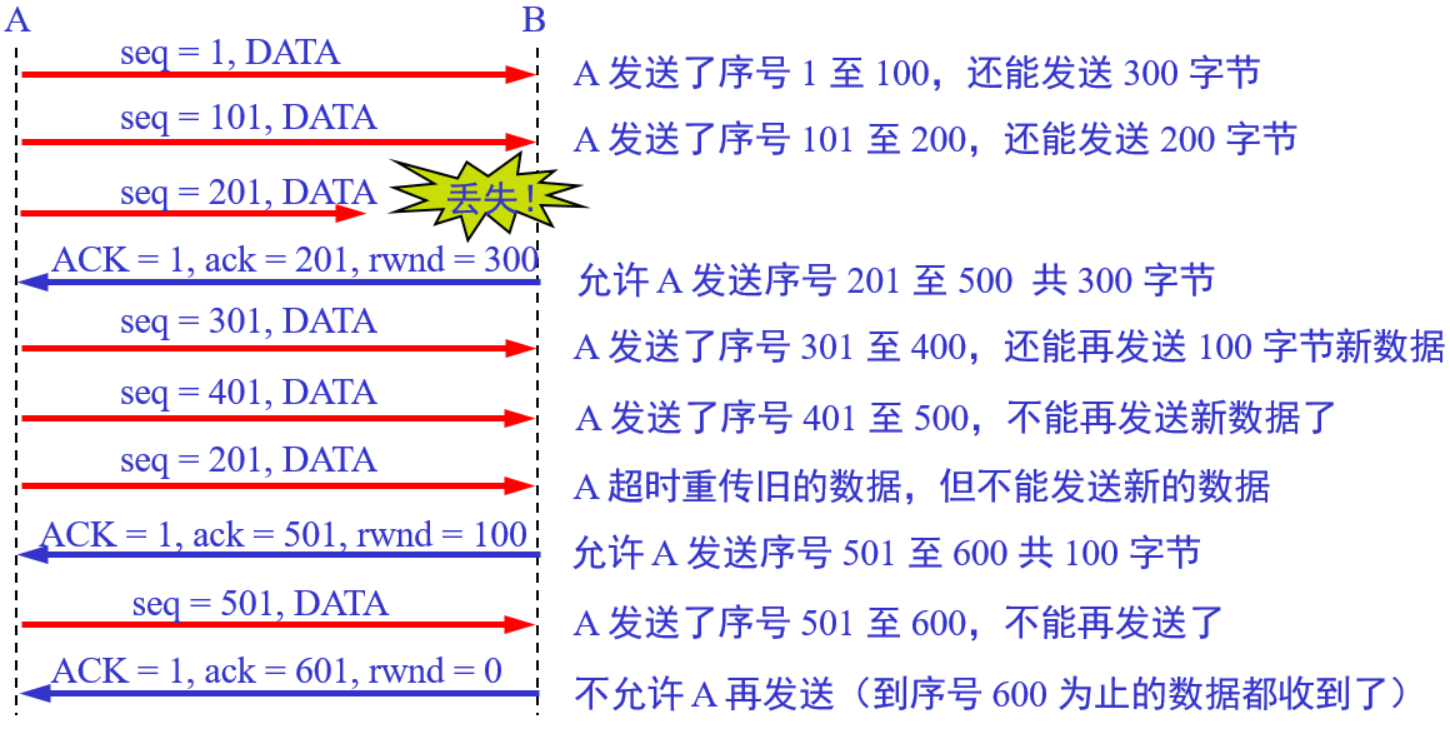 A B
seq = 1, DATA
A 发送了序号 1 至 100，还能发送 300 字节
seq = 101, DATA
A 发送了序号 101 至 200，还能发送 200 字节
seq = 201, DATA 丢失！
ACK = 1, ack = 201, rwnd = 300
允许 A 发送序号 201 至 500 共 300 字节
seq = 301, DATA
A 发送了序号 301 至 400，还能再发送 100 字节新数据
seq = 401, DATA
A 发送了序号 401 至 500，不能再发送新数据了
seq = 201, DATA
A 超时重传旧的数据，但不能发送新的数据
ACK = 1, ack = 501, rwnd = 100
允许 A 发送序号 501 至 600 共 100 字节
seq = 501, DATA
A 发送了序号 501 至 600，不能再发送了
ACK = 1, ack = 601, rwnd = 0
不允许 A 再发送（到序号 600 为止的数据都收到了）